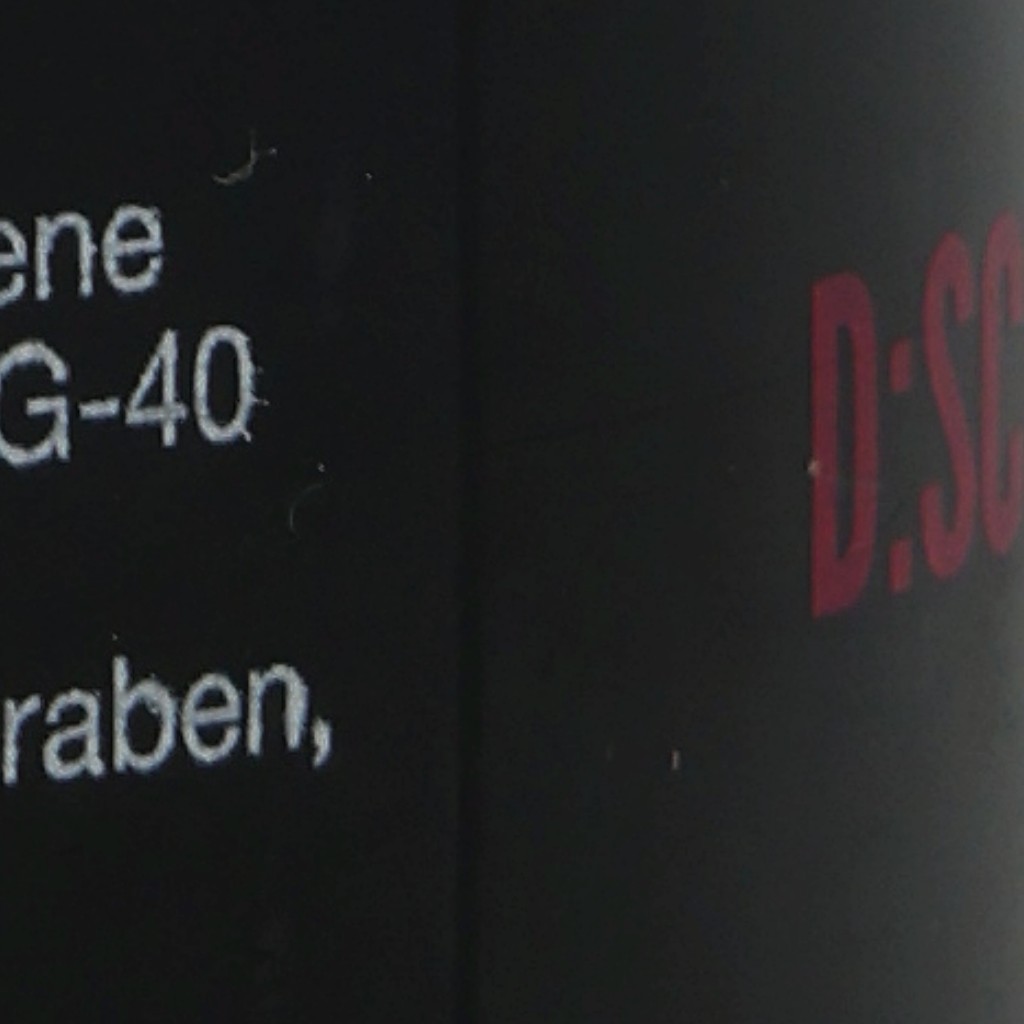 ene
G-40
raben,
D:SC